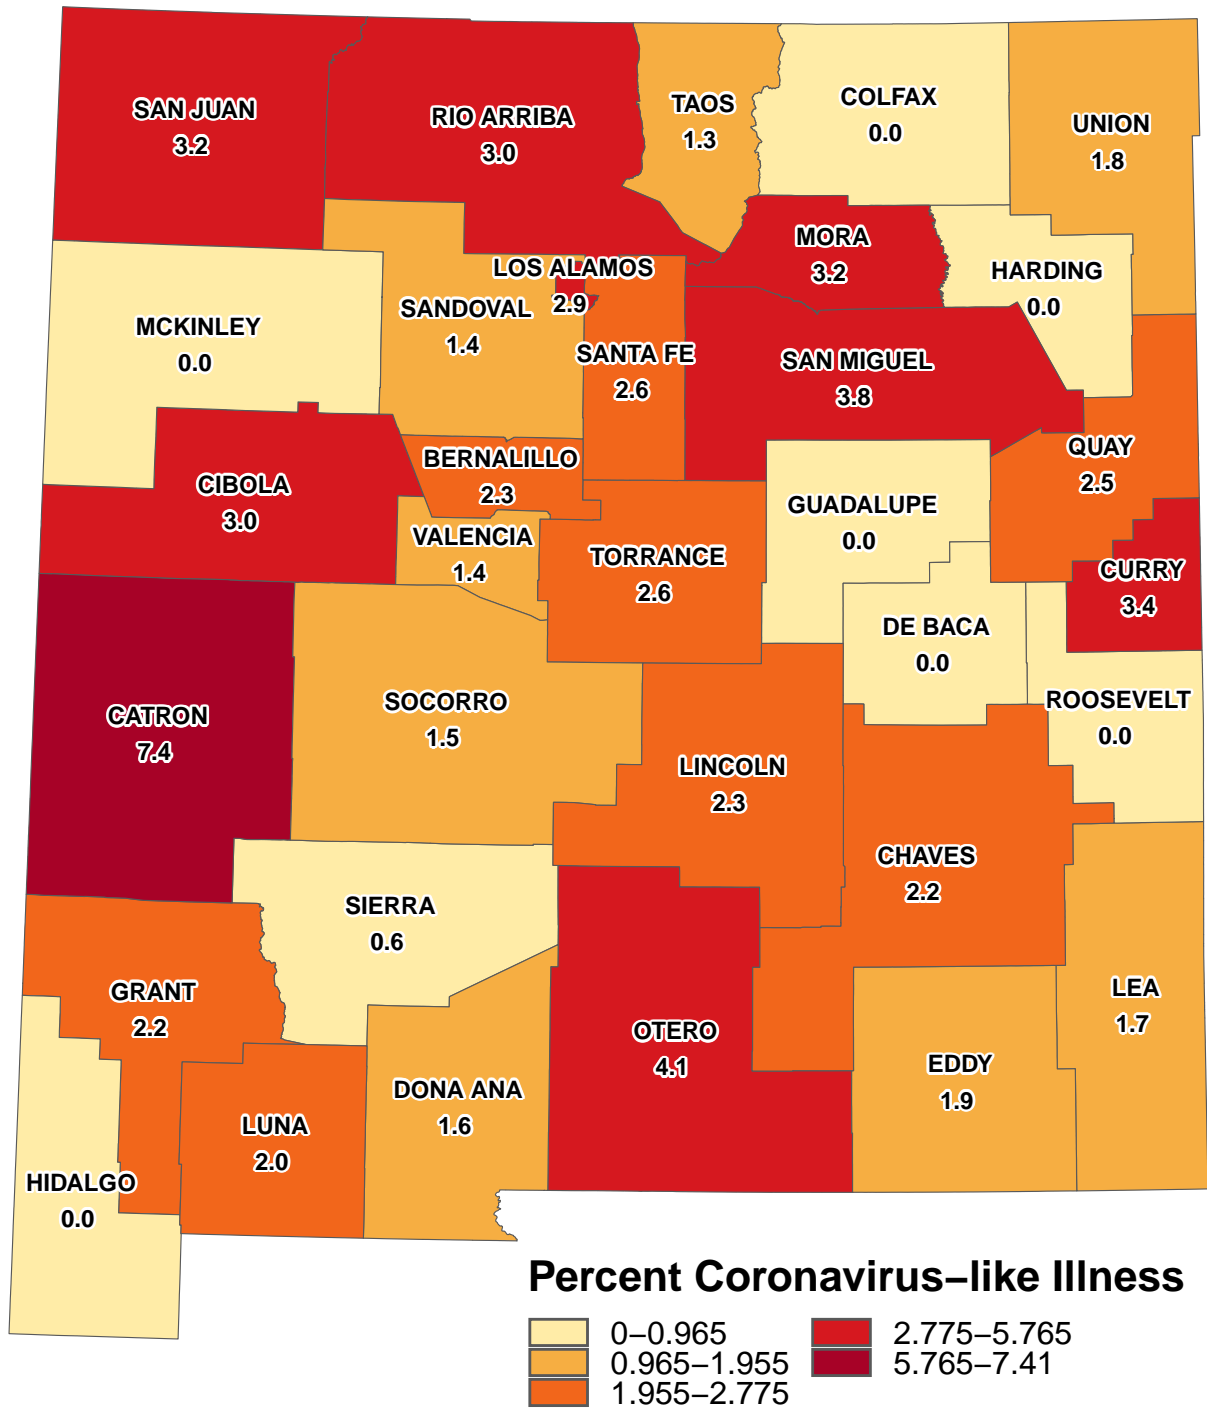 SAN JUAN
3.2
RIO ARRIBA
3.0
TAOS
1.3
COLFAX
0.0
UNION
1.8
MORA
3.2
HARDING
0.0
LOS ALAMOS
2.9
SANDOVAL
1.4
MCKINLEY
0.0
SANTA FE
2.6
SAN MIGUEL
3.8
QUAY
2.5
BERNALILLO
2.3
CIBOLA
3.0
GUADALUPE
0.0
VALENCIA
1.4
TORRANCE
2.6
CURRY
3.4
DE BACA
0.0
ROOSEVELT
0.0
CATRON
7.4
SOCORRO
1.5
LINCOLN
2.3
CHAVES
2.2
SIERRA
0.6
GRANT
2.2
LEA
1.7
OTERO
4.1
EDDY
1.9
DONA ANA
1.6
LUNA
2.0
HIDALGO
0.0
Percent Coronavirus−like Illness
0−0.965
0.965−1.955
1.955−2.775
2.775−5.765
5.765−7.41